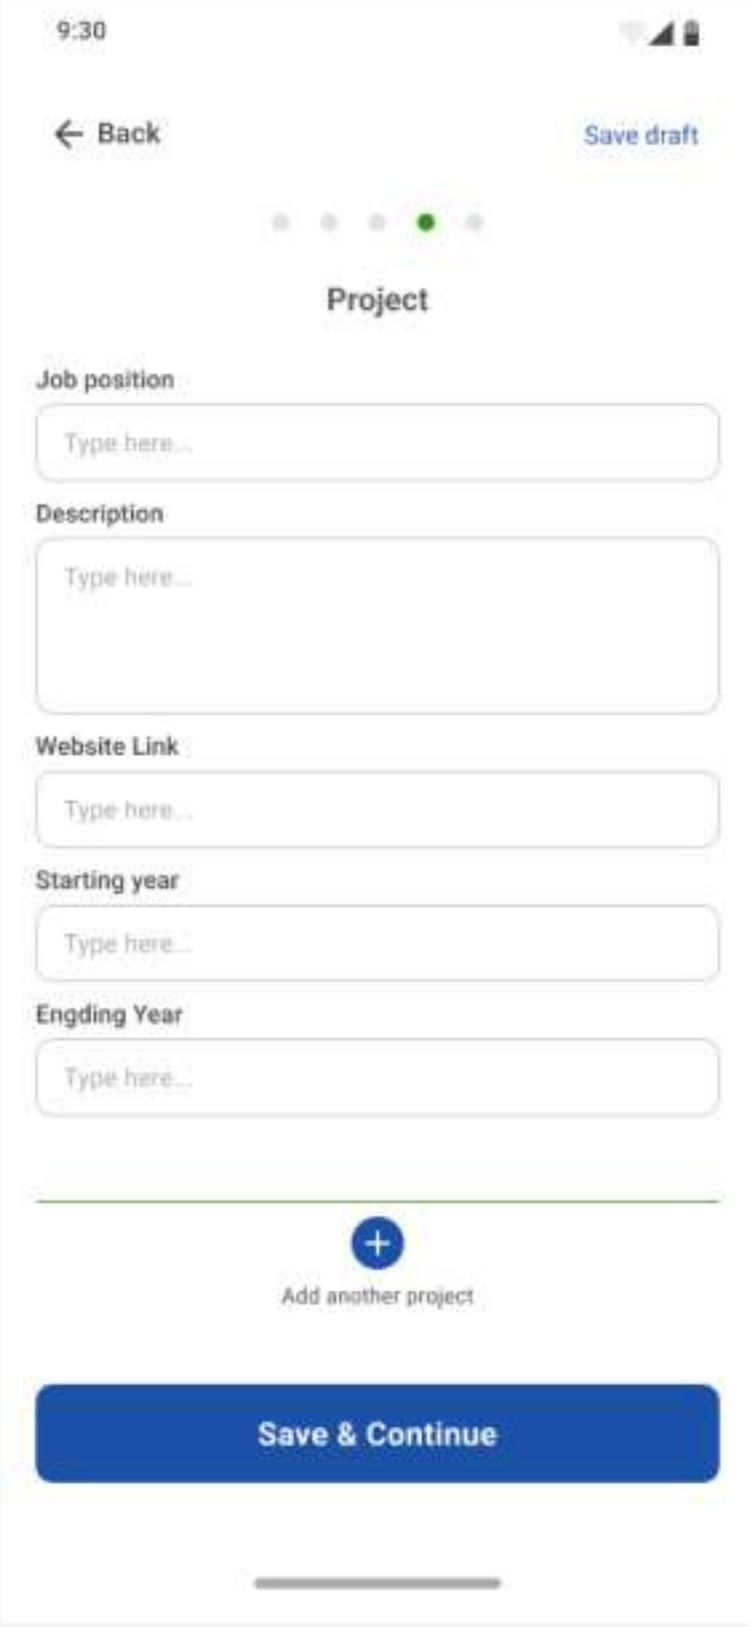 9:30
Back
Save draft
Project
Job position
Type here...
Description
Type here...
Website Link
Type here...
Starting year
Type here...
Engding Year
Type here...
Add another project
Save & Continue